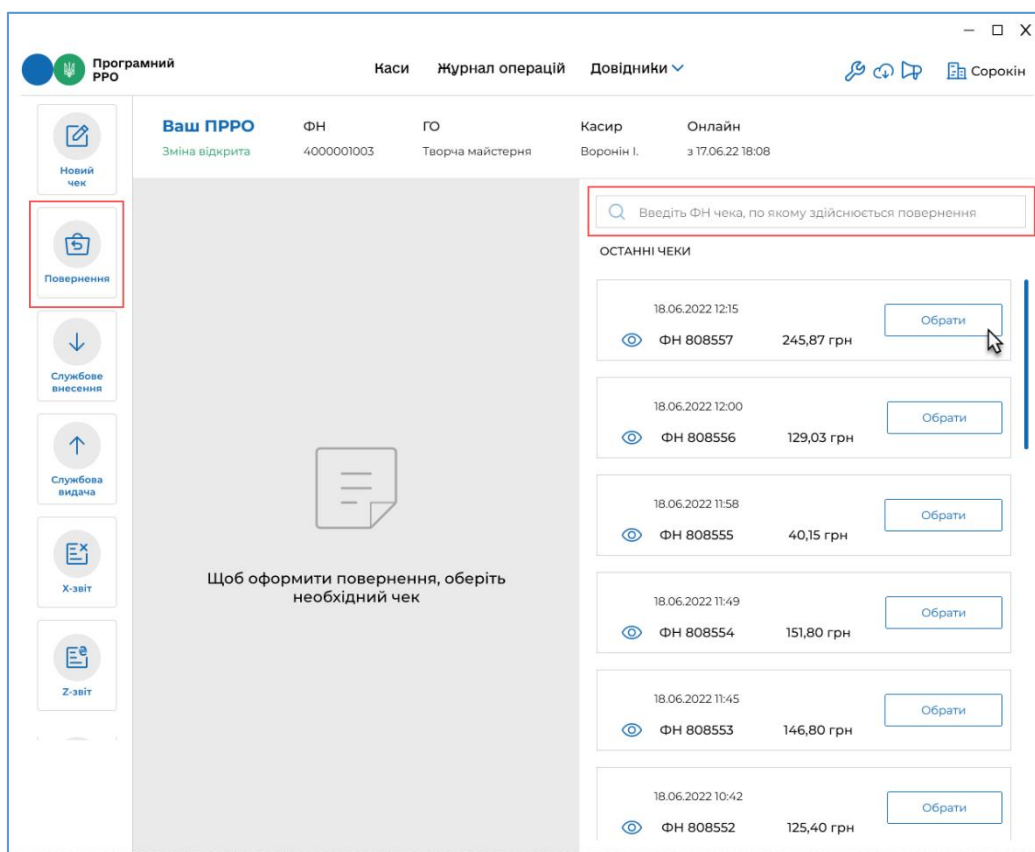 Програмний
РРО
Каси Журнал операцій Довідники
Сорокін
Новий
чек
Повернення
Службове
внесення
Службова
видача
Х-звіт
Z-звіт
Ваш ПРРО ФН ГО Касир Онлайн
Зміна відкрита 4000001003 Творча майстерня Воронін І. з 17.06.22 18:08
Щоб оформити повернення, оберіть
необхідний чек
Введіть ФН чека, по якому здійснюється повернення
ОСТАННІ ЧЕКИ
18.06.2022 12:15
ФН 808557 245,87 грн Обрати
18.06.2022 12:00
ФН 808556 129,03 грн Обрати
18.06.2022 11:58
ФН 808555 40,15 грн Обрати
18.06.2022 11:49
ФН 808554 151,80 грн Обрати
18.06.2022 11:45
ФН 808553 146,80 грн Обрати
18.06.2022 10:42
ФН 808552 125,40 грн Обрати